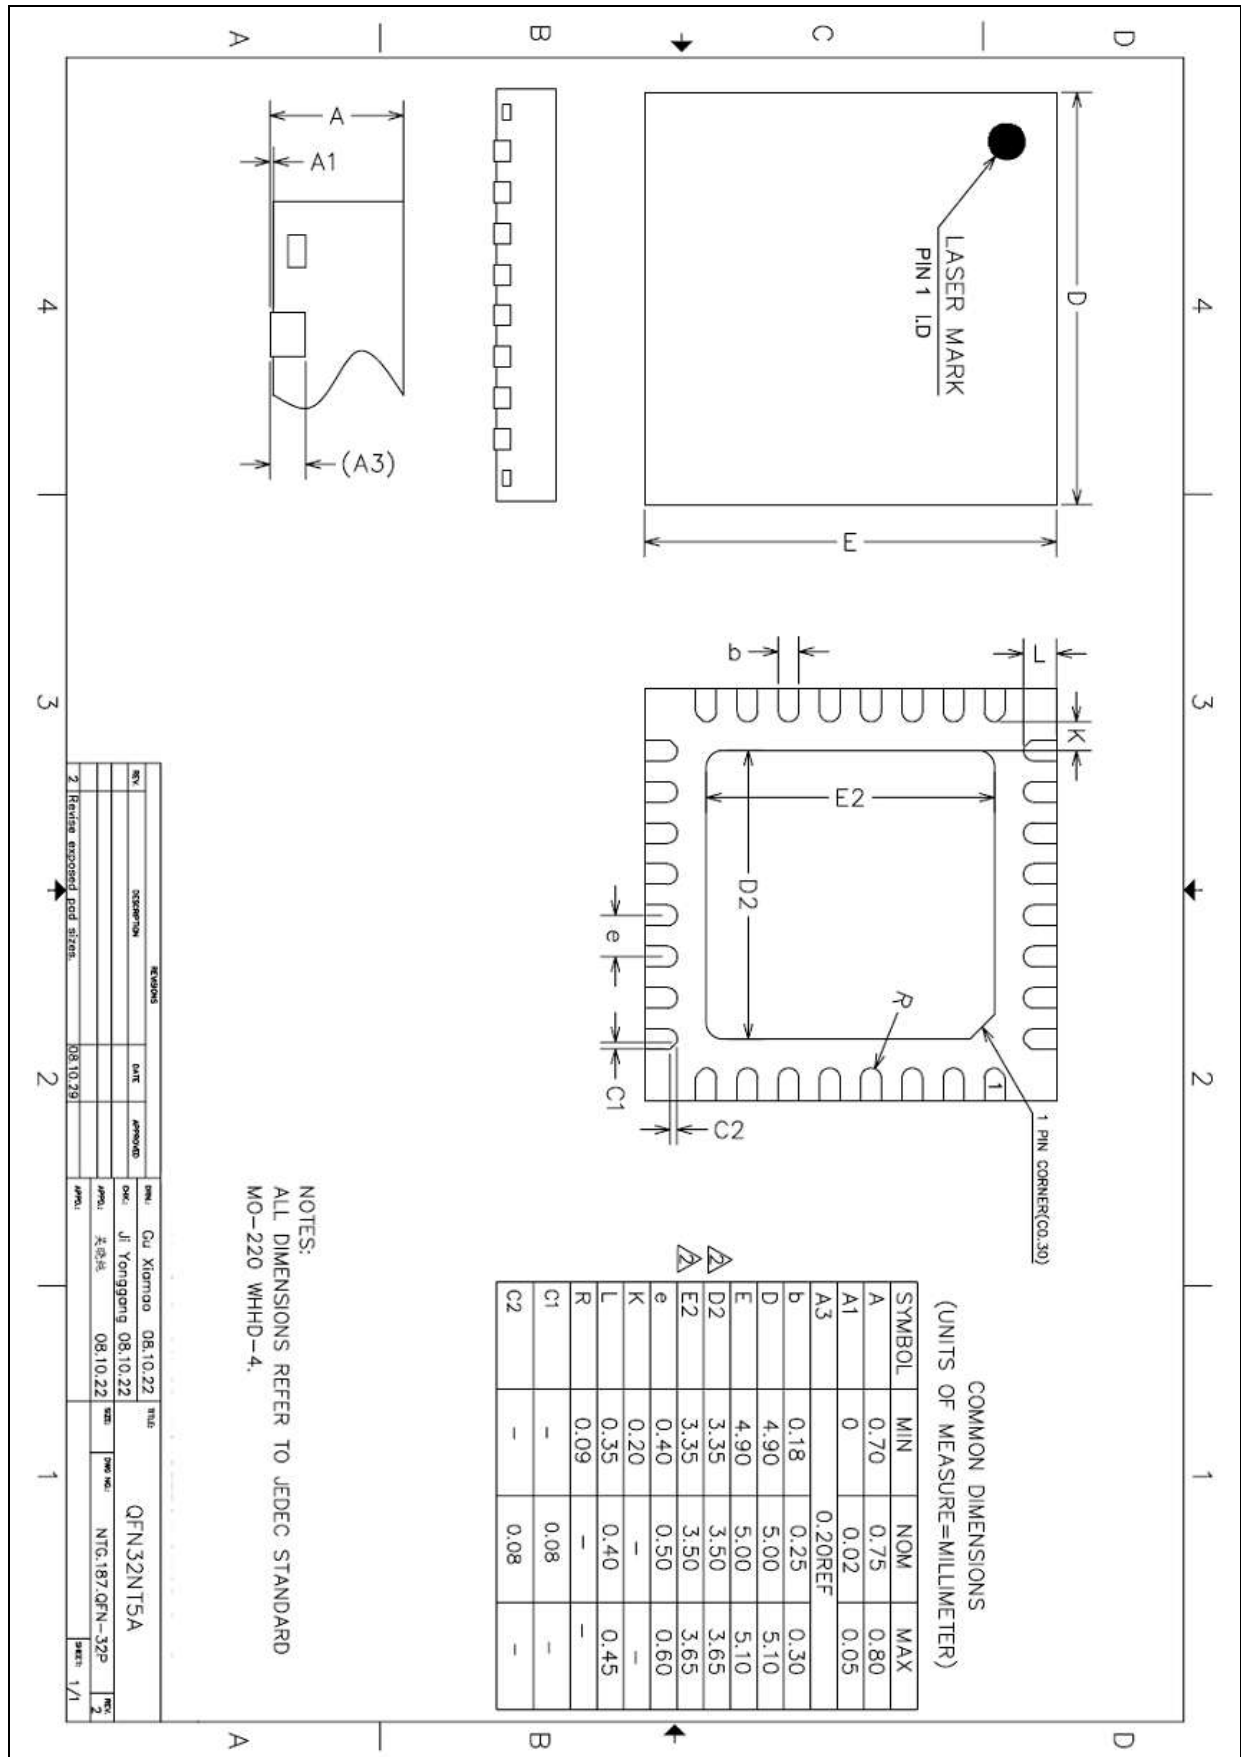 D
C
B
A
4
3
2
1
4
3
2
1
D
B
A
D
E
LASER MARK
PIN 1 I.D
A
A1
(A3)
L
K
b
E2
D2
e
R
C1
C2
1
1 PIN CORNER(C0.30)
COMMON DIMENSIONS
(UNITS OF MEASURE=MILLIMETER)
SYMBOL MIN NOM MAX
A 0.70 0.75 0.80
A1 0 0.02 0.05
A3 0.20REF
b 0.18 0.25 0.30
D 4.90 5.00 5.10
E 4.90 5.00 5.10
2 D2 3.35 3.50 3.65
2 E2 3.35 3.50 3.65
e 0.40 0.50 0.60
K 0.20 – –
L 0.35 0.40 0.45
R 0.09 – –
C1 – 0.08 –
C2 – 0.08 –
NOTES:
ALL DIMENSIONS REFER TO JEDEC STANDARD
MO-220 WHHD-4.
REVISIONS
REV. DESCRIPTION DATE APPROVED
2 Revise exposed pad sizes. 08.10.29
DRN.: Gu Xiamao 08.10.22
CHK.: Ji Yonggang 08.10.22
APPD.: 08.10.22
APPD.:
TITLE: QFN32NT5A
SIZE: DWG NO.: NTG.187.QFN-32P REV. 2
SHEET: 1/1